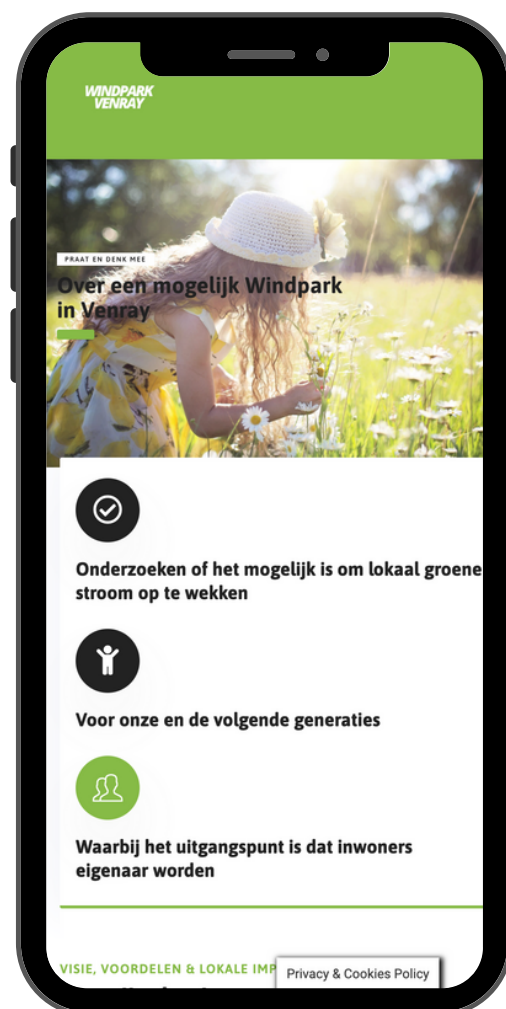 WINDPARK
VENRAY
PRAAT EN DENK MEE
Over een mogelijk Windpark
in Venray
Onderzoeken of het mogelijk is om lokaal groene
stroom op te wekken
Voor onze en de volgende generaties
Waarbij het uitgangspunt is dat inwoners
eigenaar worden
VISIE, VOORDELEN & LOKALE IMP
Privacy & Cookies Policy